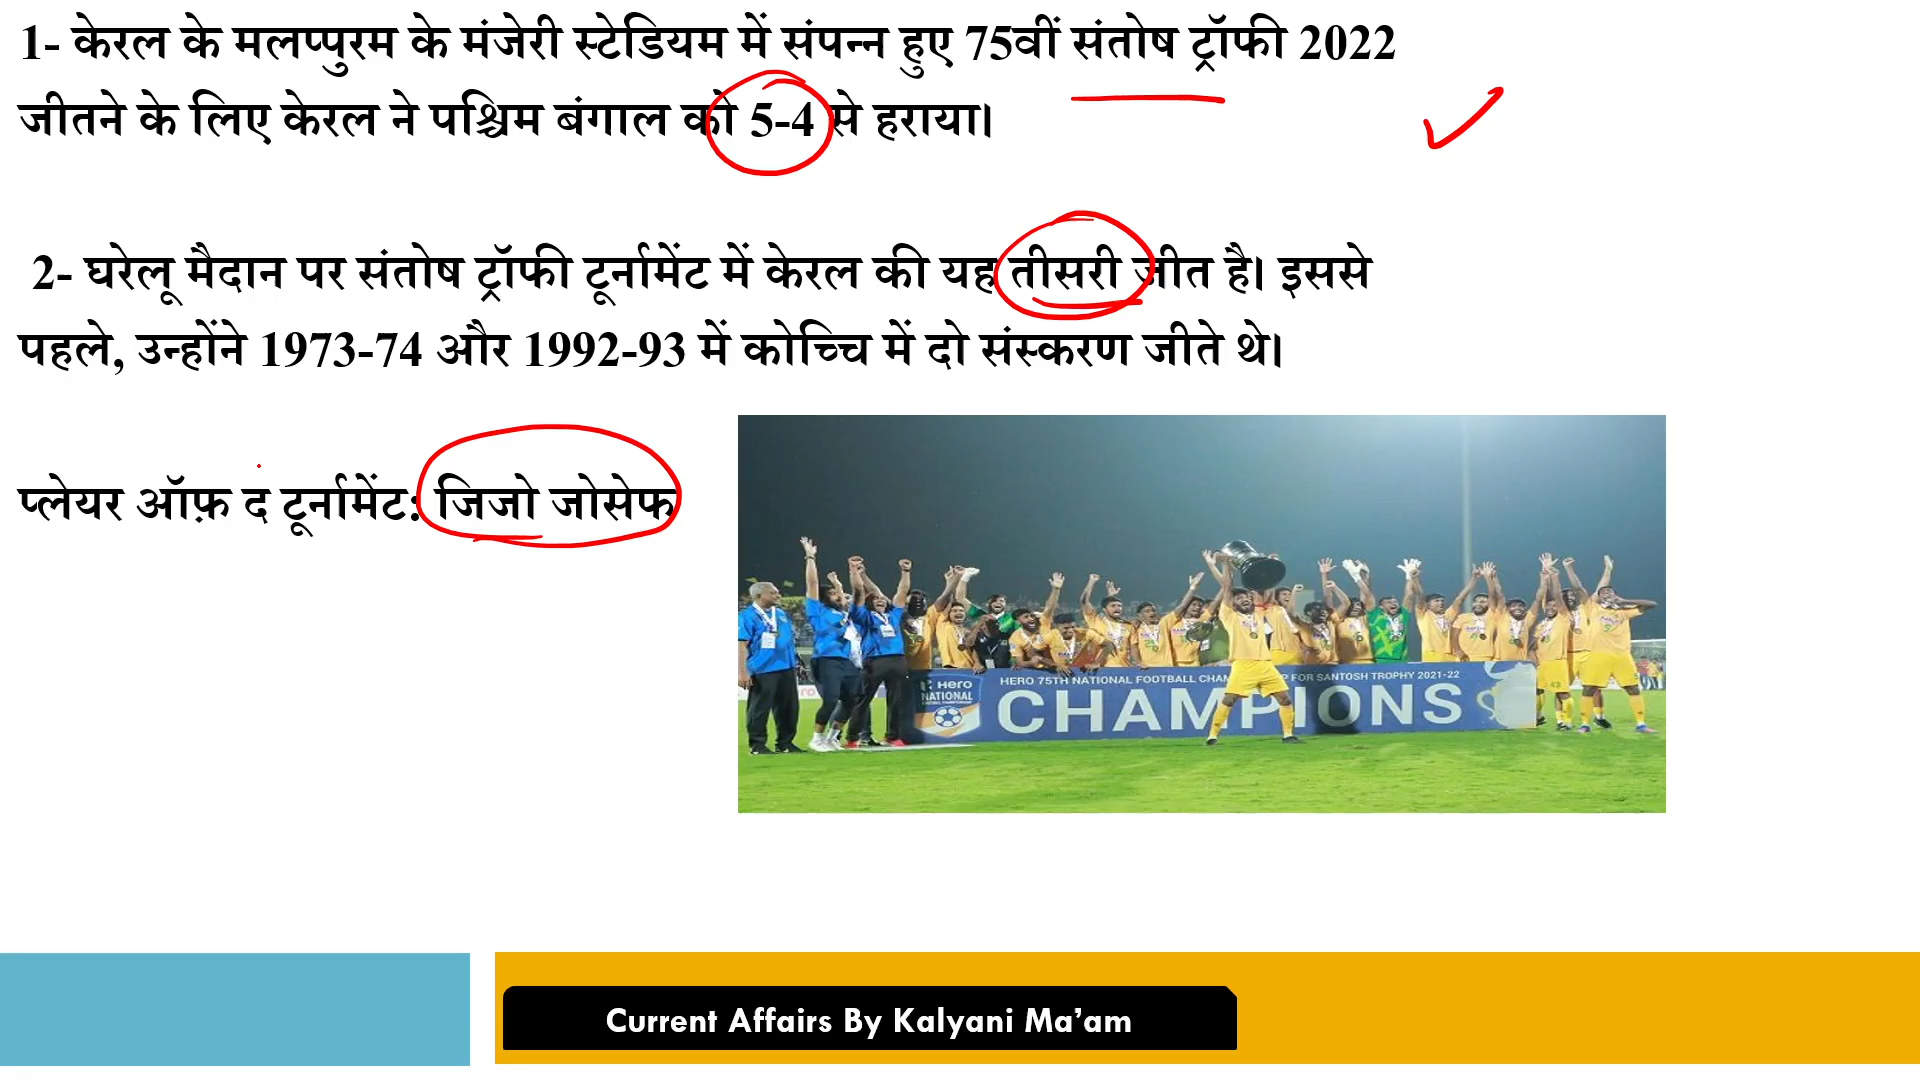 1- केरल के मलप्पुरम के मंजेरी स्टेडियम में संपन्न हुए 75वीं संतोष ट्रॉफी 2022
जीतने के लिए केरल ने पश्चिम बंगाल को 5-4 से हराया।
2- घरेलू मैदान पर संतोष ट्रॉफी टूर्नामेंट में केरल की यह तीसरी जीत है। इससे
पहले, उन्होंने 1973-74 और 1992-93 में कोच्चि में दो संस्करण जीते थे।
प्लेयर ऑफ़ द टूर्नामेंट: जिजो जोसेफ
HERO 75TH NATIONAL FOOTBALL FOR SANTOSH TROPHY 2021-22
Hero
NATIONAL
CHAMPIONS
Current Affairs By Kalyani Ma’am